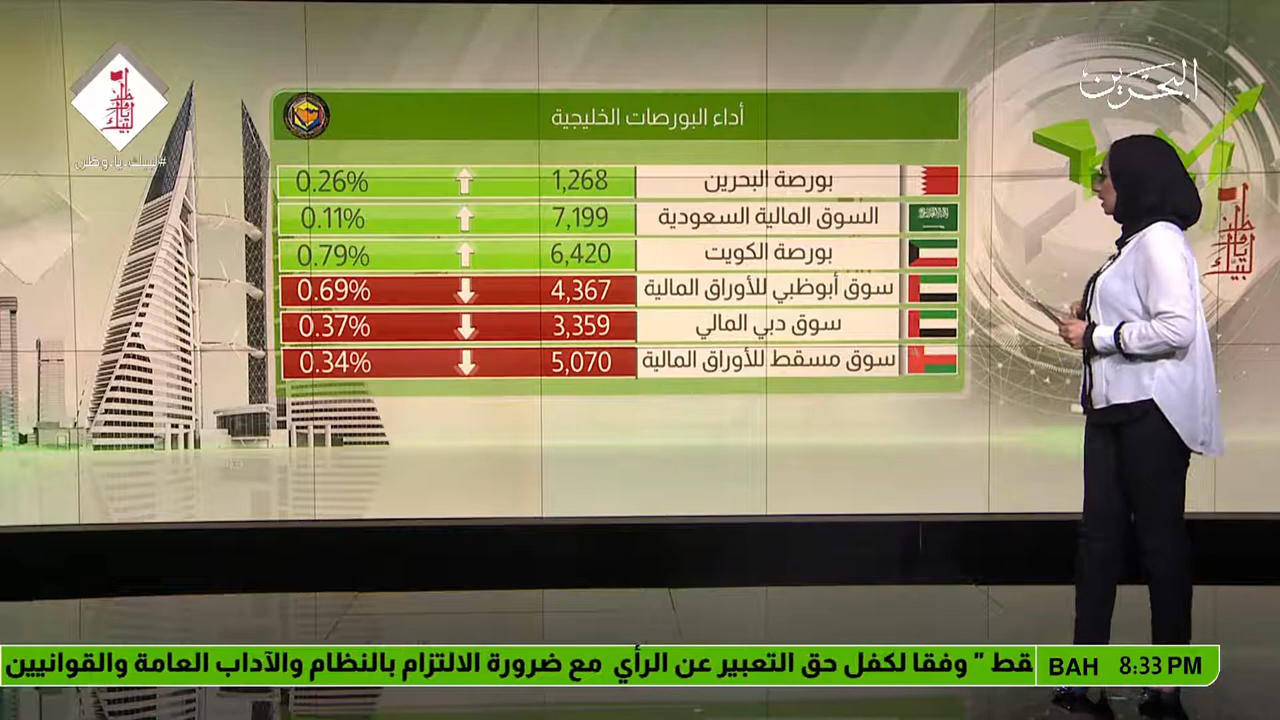 البحرين
#لبيك_يا_وطن
أداء البورصات الخليجية
بورصة البحرين 1,268 0.26%
السوق المالية السعودية 7,199 0.11%
بورصة الكويت 6,420 0.79%
سوق أبوظبي للأوراق المالية 4,367 0.69%
سوق دبي المالي 3,359 0.37%
سوق مسقط للأوراق المالية 5,070 0.34%
BAH 8:33 PM
قط " وفقا لكفل حق التعبير عن الرأي مع ضرورة الالتزام بالنظام والآداب العامة والقوانيين